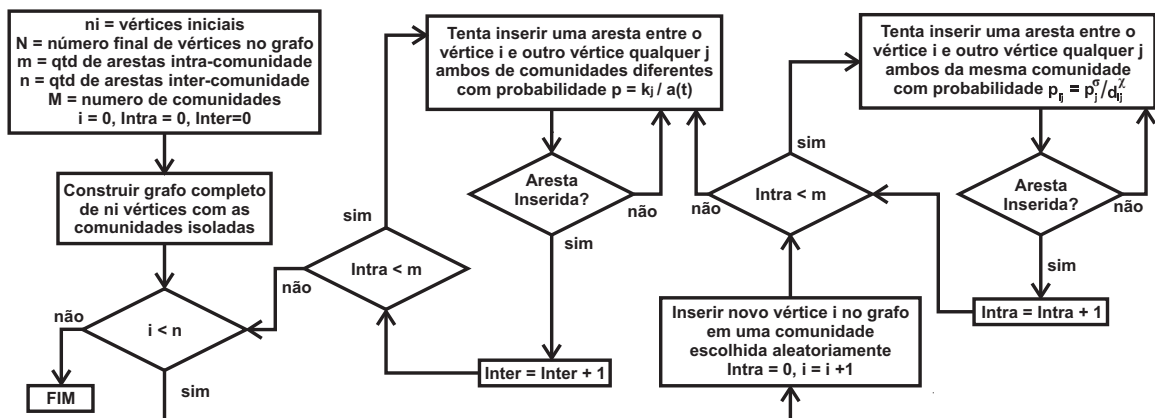 ni = vértices iniciais
N = número final de vértices no grafo
m = qtd de arestas intra-comunidade
n = qtd de arestas inter-comunidade
M = numero de comunidades
i = 0, Intra = 0, Inter=0
Construir grafo completo
de ni vértices com as
comunidades isoladas
não
i < n
sim
FIM
sim
Intra < m
não
Tenta inserir uma aresta entre o
vértice i e outro vértice qualquer j
ambos de comunidades diferentes
com probabilidade p = kj / a(t)
Aresta
Inserida?
não
sim
Inter = Inter + 1
Tenta inserir uma aresta entre o
vértice i e outro vértice qualquer j
ambos da mesma comunidade
com probabilidade pij = pj^σ/dij^χ
sim
Intra < m
não
Aresta
Inserida?
não
sim
Intra = Intra + 1
Inserir novo vértice i no grafo
em uma comunidade
escolhida aleatoriamente
Intra = 0, i = i +1